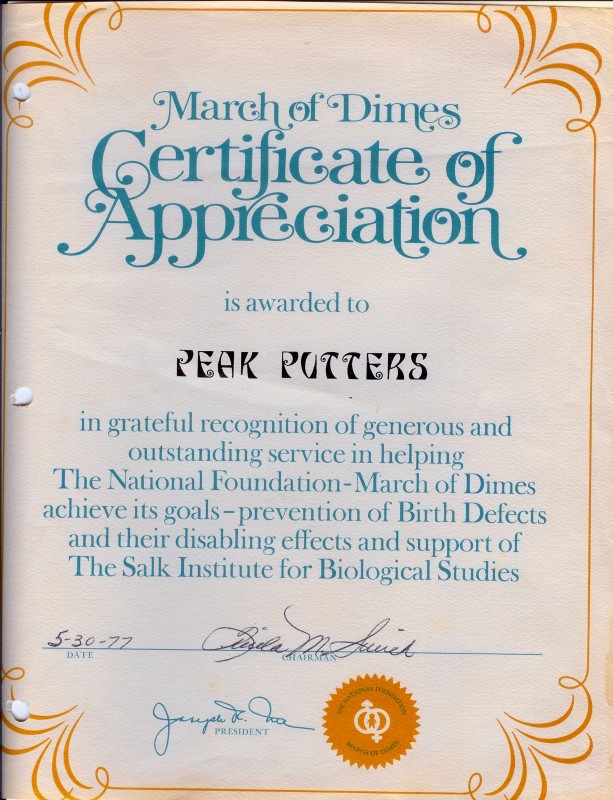 March of Dimes
Certificate of
Appreciation
is awarded to
PEAK PUTTERS
in grateful recognition of generous and
outstanding service in helping
The National Foundation-March of Dimes
achieve its goals-prevention of Birth Defects
and their disabling effects and support of
The Salk Institute for Biological Studies
5-30-77
DATE
CHAIRMAN
Joseph F.
PRESIDENT
THE NATIONAL FOUNDATION
MARCH OF DIMES